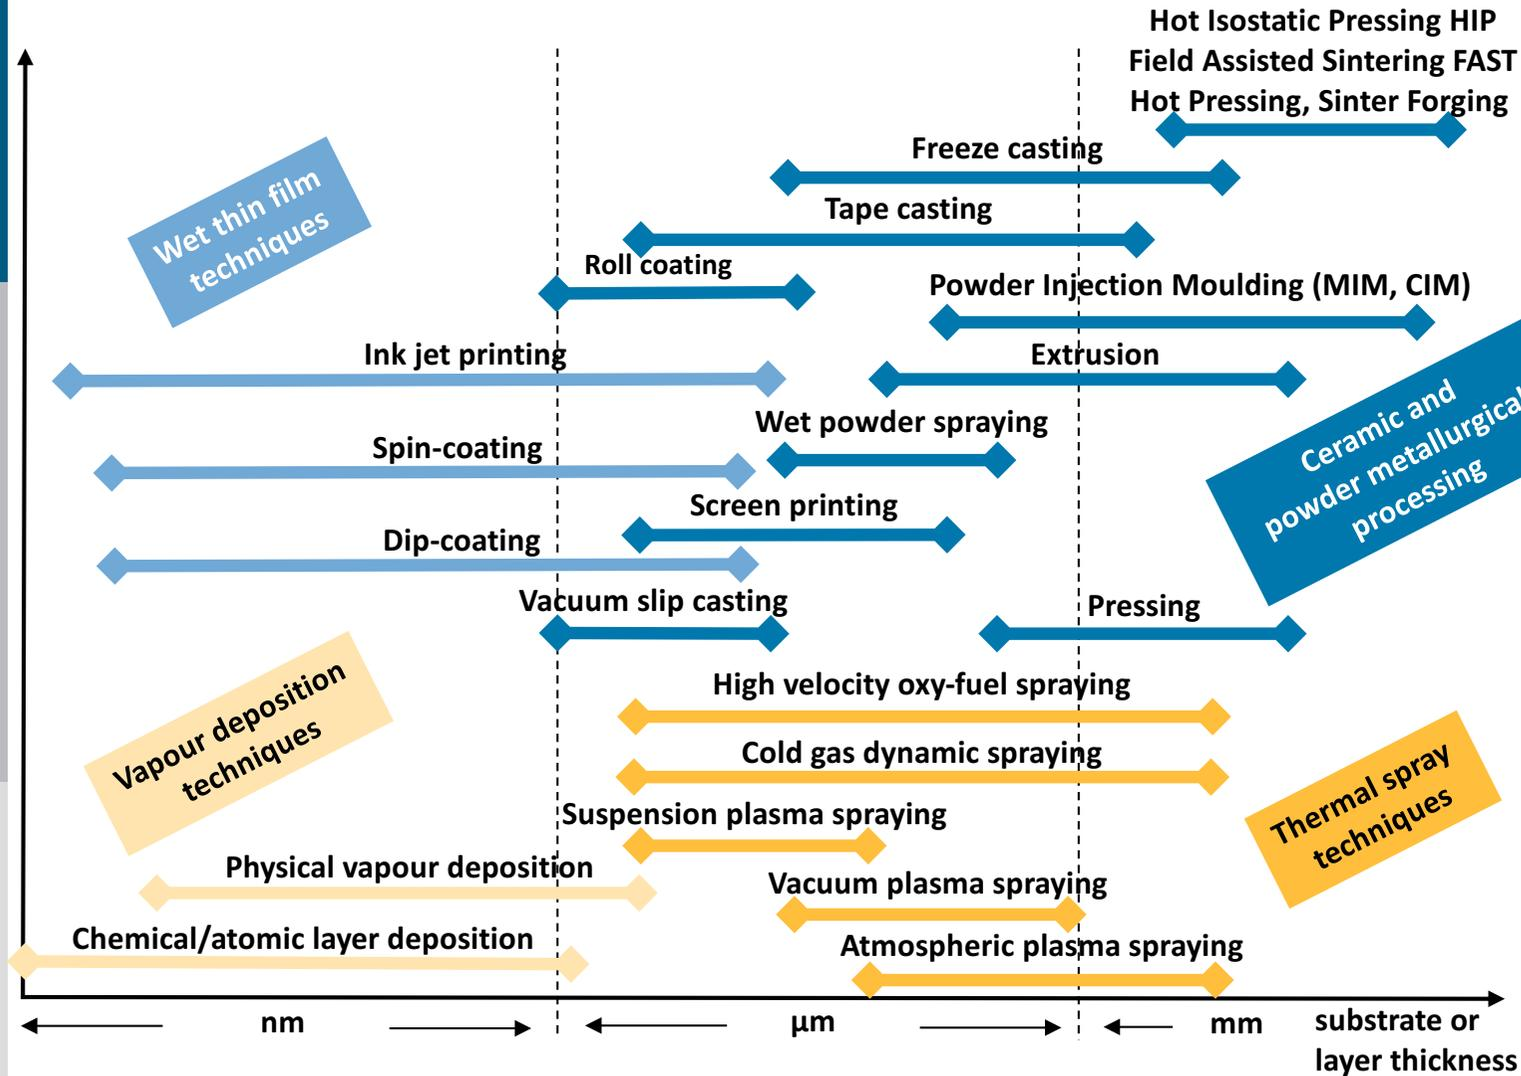 Hot Isostatic Pressing HIP
Field Assisted Sintering FAST
Hot Pressing, Sinter Forging
Freeze casting
Wet thin film
techniques
Tape casting
Roll coating
Powder Injection Moulding (MIM, CIM)
Ink jet printing
Extrusion
Ceramic and
powder metallurgical
processing
Wet powder spraying
Spin-coating
Screen printing
Dip-coating
Vacuum slip casting
Pressing
Vapour deposition
techniques
High velocity oxy-fuel spraying
Cold gas dynamic spraying
Thermal spray
techniques
Suspension plasma spraying
Physical vapour deposition
Vacuum plasma spraying
Chemical/atomic layer deposition
Atmospheric plasma spraying
nm
µm
mm
substrate or
layer thickness